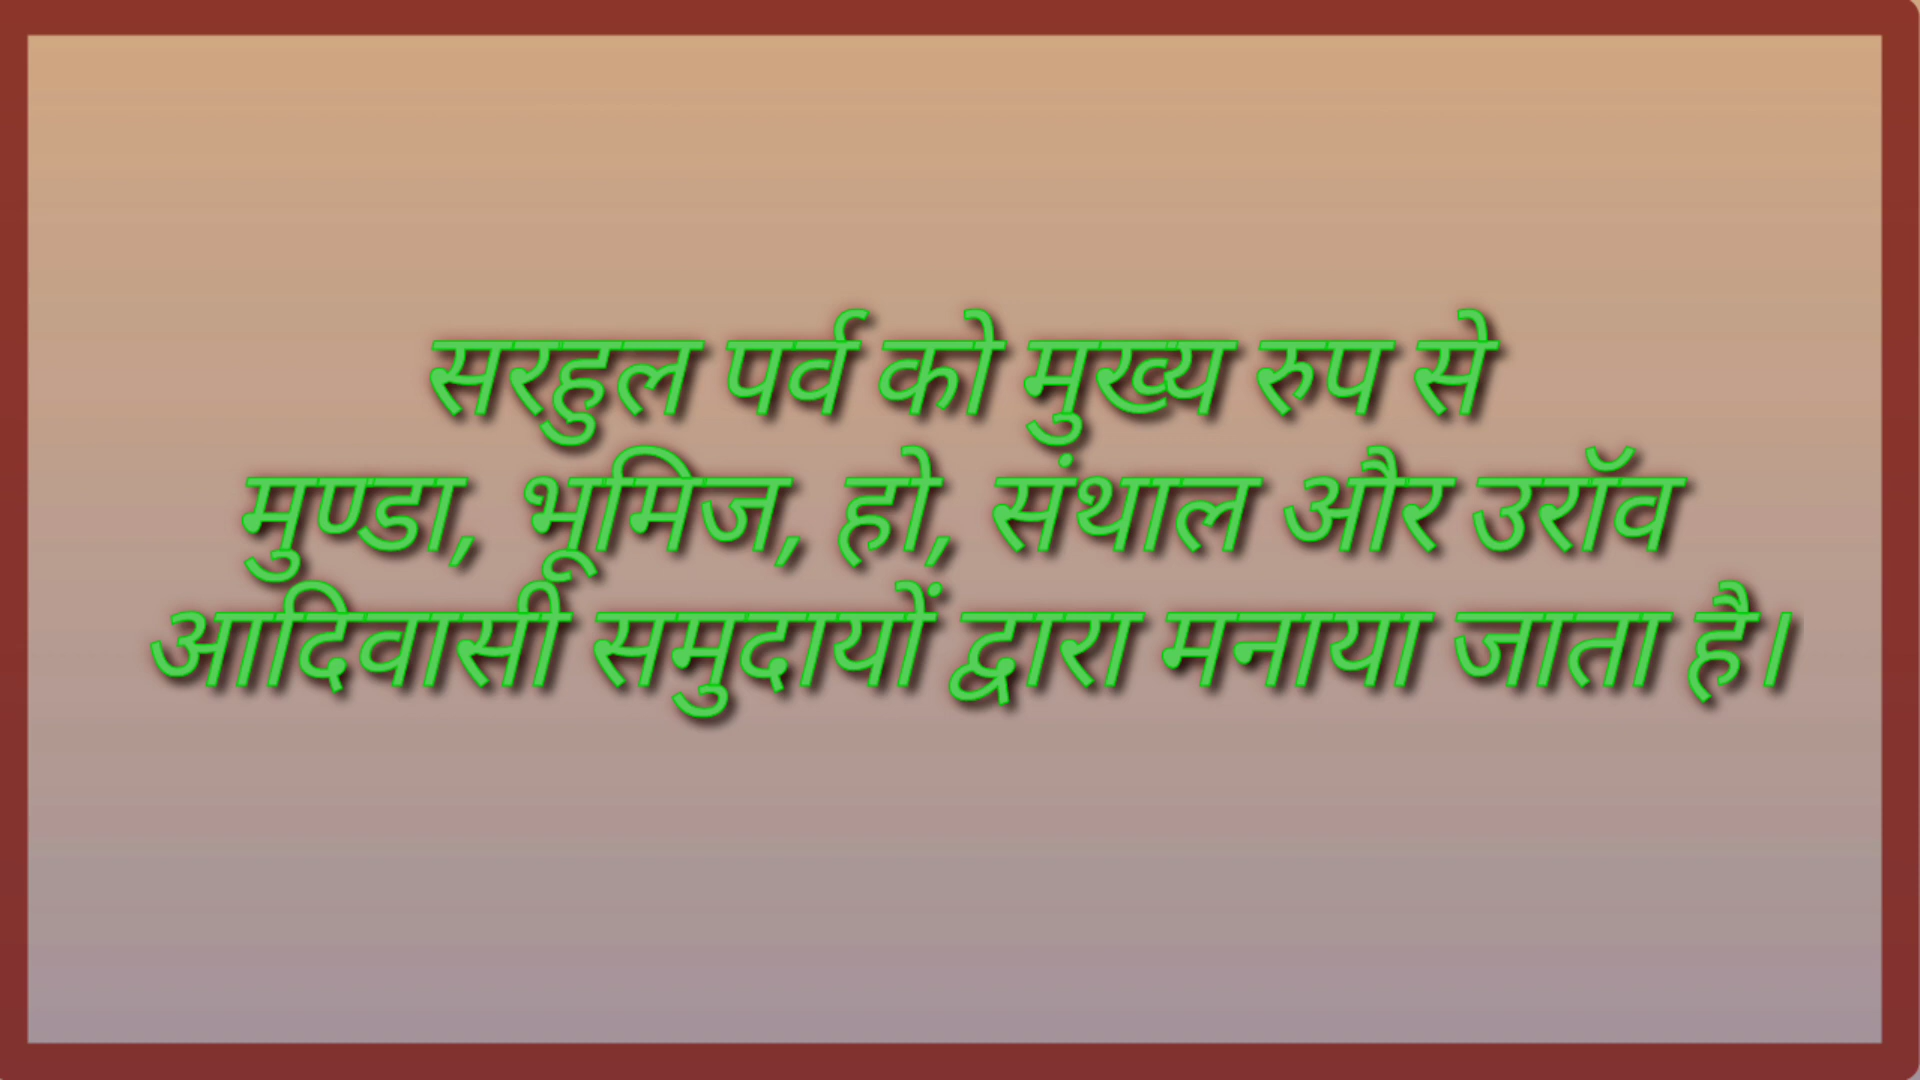 सरहुल पर्व को मुख्य रुप से
मुण्डा, भूमिज, हो, संथाल और उरॉव
आदिवासी समुदायों द्वारा मनाया जाता है।